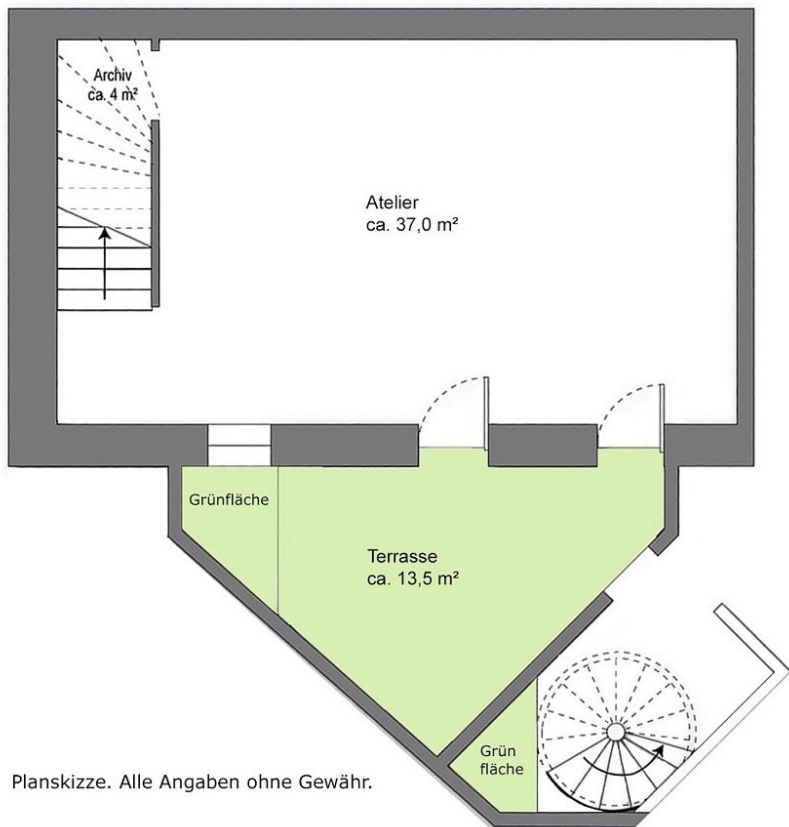 Archiv
ca. 4 m²
Atelier
ca. 37,0 m²
Grünfläche
Terrasse
ca. 13,5 m²
Grün
fläche
Planskizze. Alle Angaben ohne Gewähr.